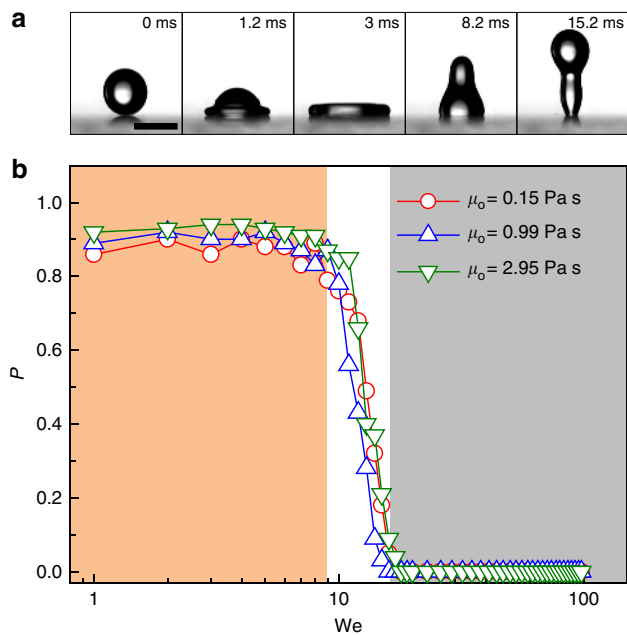 a
0 ms
1.2 ms
3 ms
8.2 ms
15.2 ms
b
1.0
0.8
0.6
0.4
0.2
0.0
P
μo = 0.15 Pa s
μo = 0.99 Pa s
μo = 2.95 Pa s
1
10
100
We